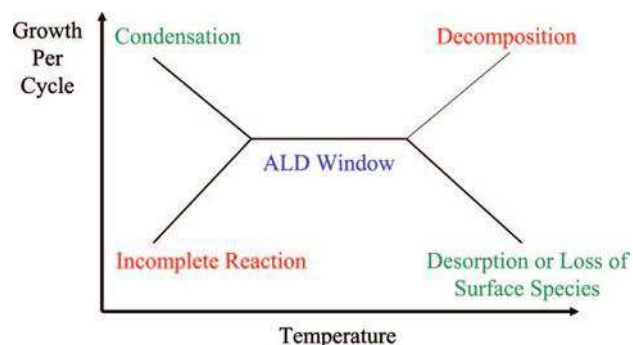 Growth
Per
Cycle
Condensation
Decomposition
ALD Window
Incomplete Reaction
Desorption or Loss of
Surface Species
Temperature